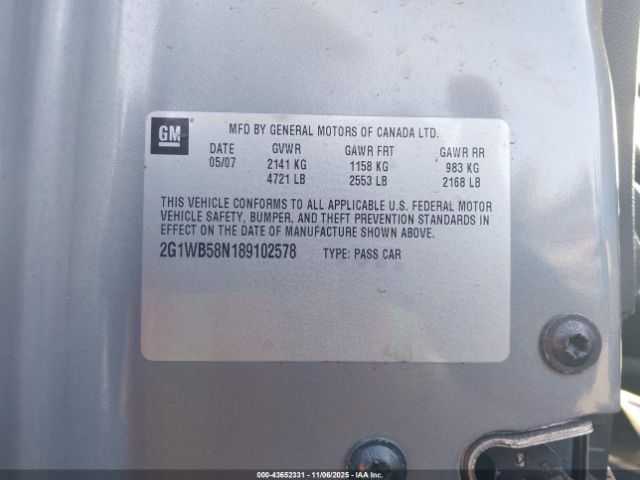 GM
MFD BY GENERAL MOTORS OF CANADA LTD.
DATE GVWR GAWR FRT GAWR RR
05/07 2141 KG 1158 KG 983 KG
4721 LB 2553 LB 2168 LB
THIS VEHICLE CONFORMS TO ALL APPLICABLE U.S. FEDERAL MOTOR
VEHICLE SAFETY, BUMPER, AND THEFT PREVENTION STANDARDS IN
EFFECT ON THE DATE OF MANUFACTURE SHOWN ABOVE.
2G1WB58N189102578 TYPE: PASS CAR
000-43652331 11/06/2025 IAAI.COM